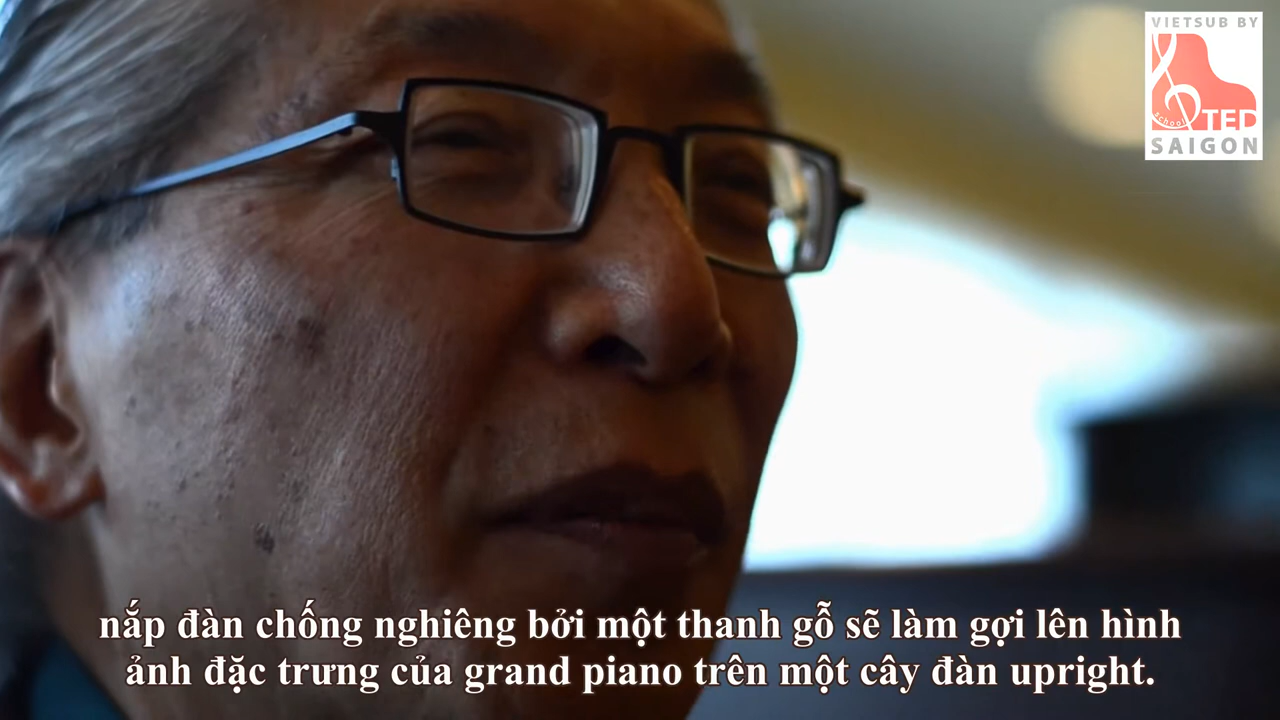 VIETSUB BY
school TED
SAIGON
nắp đàn chống nghiêng bởi một thanh gỗ sẽ làm gợi lên hình
ảnh đặc trưng của grand piano trên một cây đàn upright.